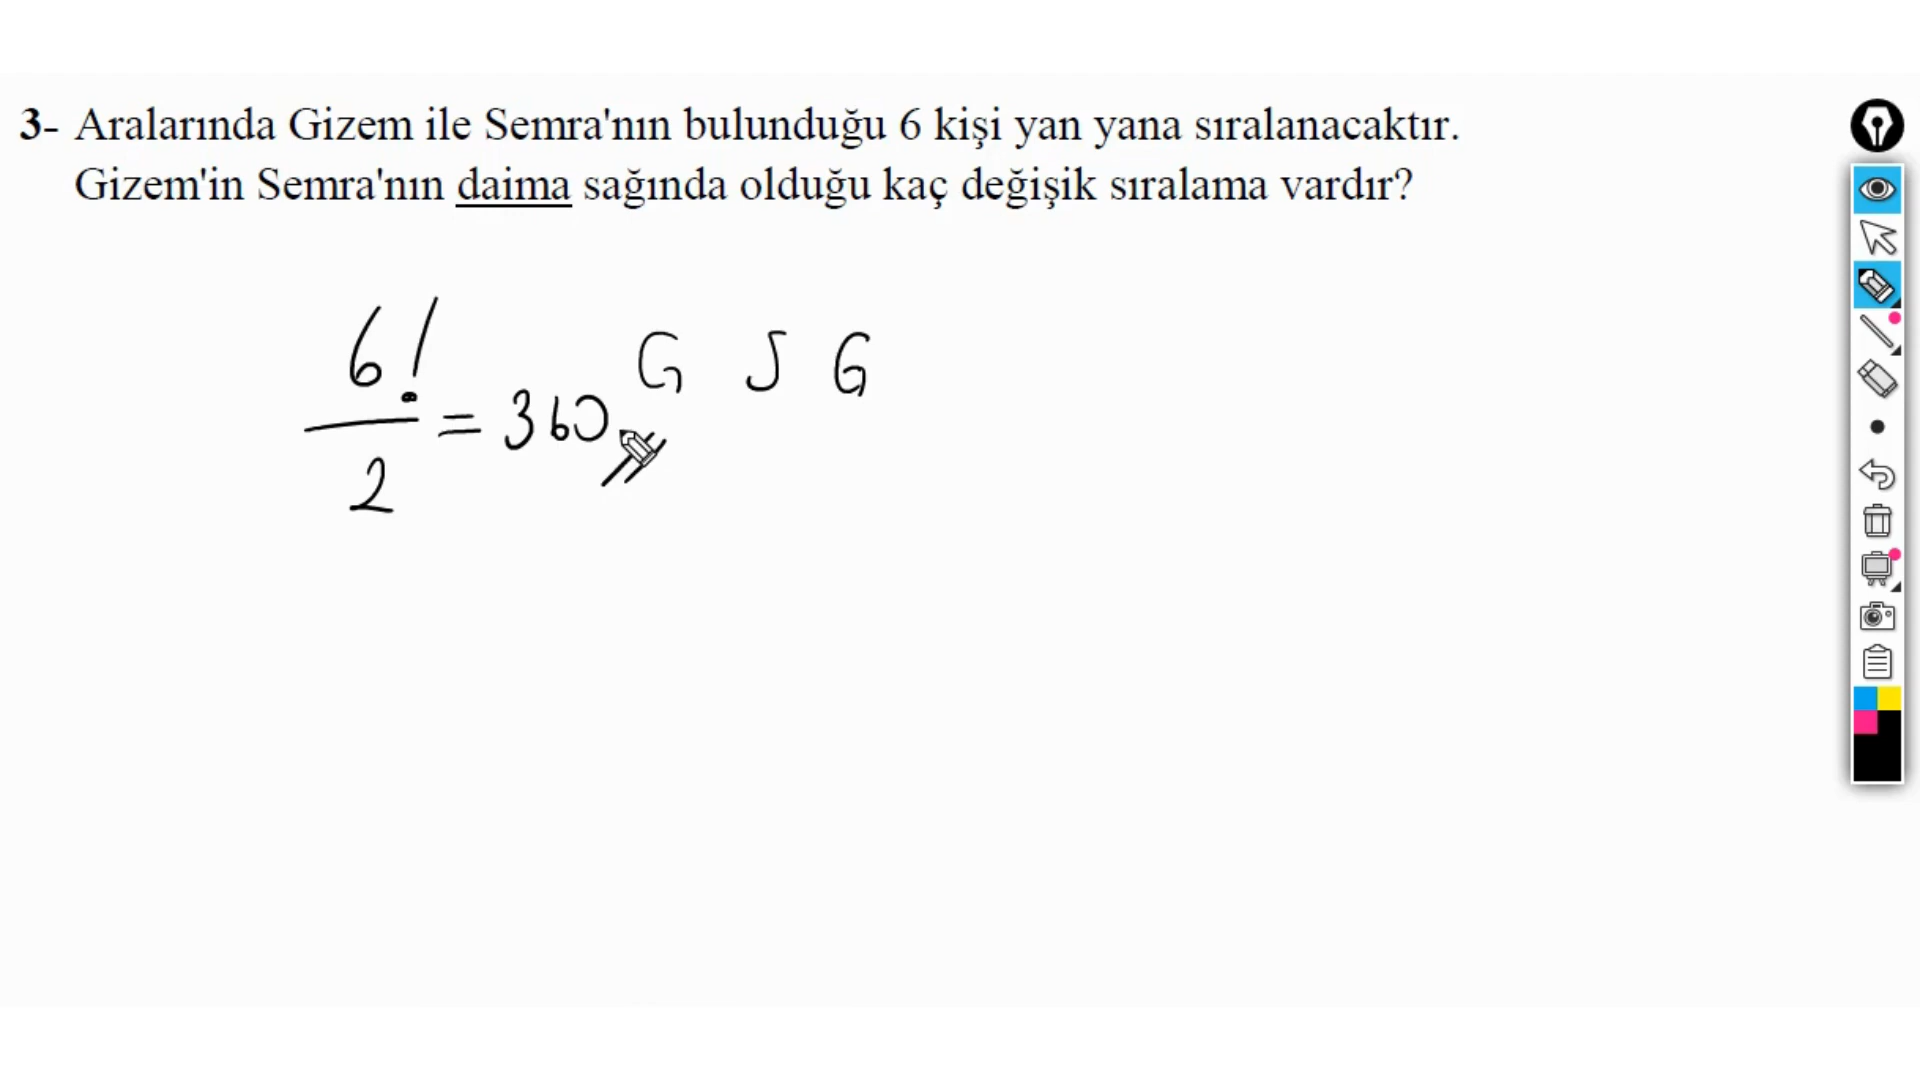 3- Aralarında Gizem ile Semra'nın bulunduğu 6 kişi yan yana sıralanacaktır.
Gizem'in Semra'nın daima sağında olduğu kaç değişik sıralama vardır?
6!
2
= 360
G S G